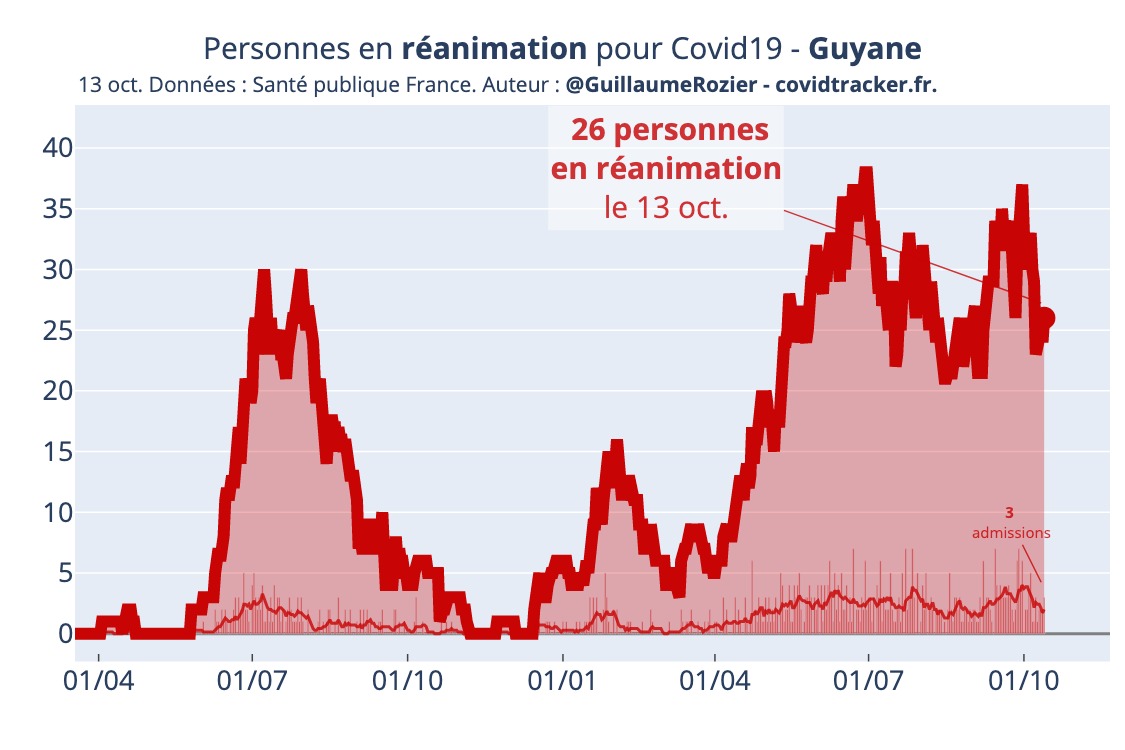 Personnes en réanimation pour Covid19 - Guyane
13 oct. Données : Santé publique France. Auteur : @GuillaumeRozier - covidtracker.fr.
26 personnes
en réanimation
le 13 oct.
40
35
30
25
20
15
10
5
0
3
admissions
01/04
01/07
01/10
01/01
01/04
01/07
01/10